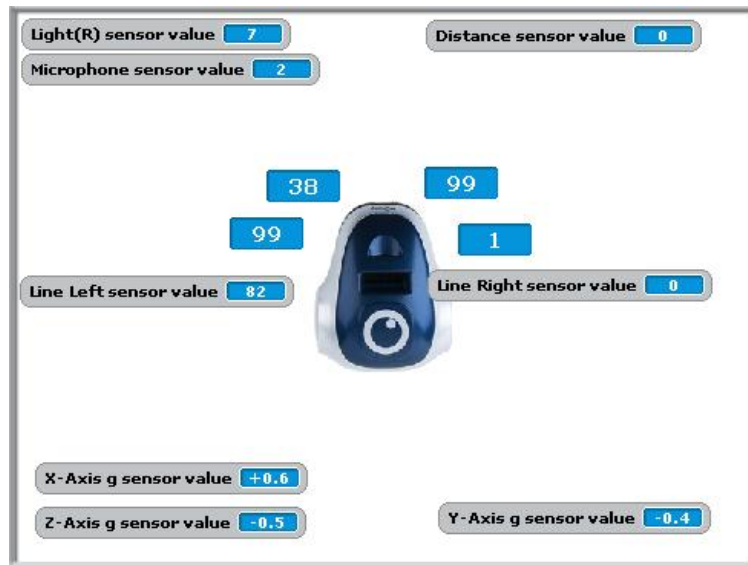 Light(R) sensor value 7
Distance sensor value 0
Microphone sensor value 2
38
99
99
1
Line Left sensor value 82
Line Right sensor value 0
X-Axis g sensor value +0.6
Z-Axis g sensor value -0.5
Y-Axis g sensor value -0.4